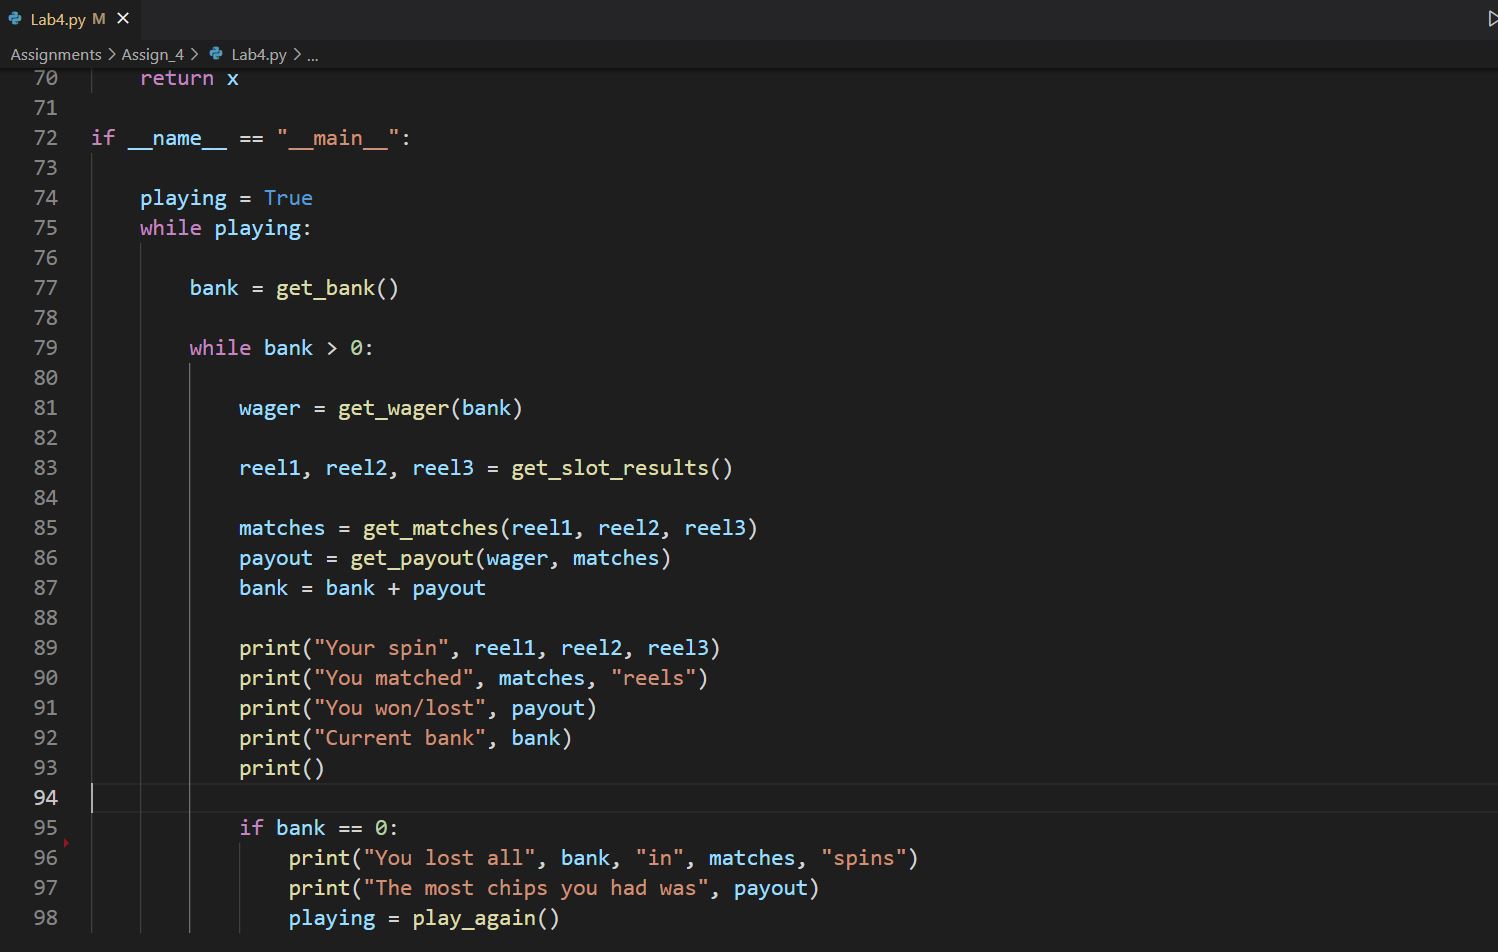 Lab4.py M ×
Assignments > Assign_4 > Lab4.py > ...
70         return x
71
72 if __name__ == "__main__":
73
74     playing = True
75     while playing:
76
77         bank = get_bank()
78
79         while bank > 0:
80
81             wager = get_wager(bank)
82
83             reel1, reel2, reel3 = get_slot_results()
84
85             matches = get_matches(reel1, reel2, reel3)
86             payout = get_payout(wager, matches)
87             bank = bank + payout
88
89             print("Your spin", reel1, reel2, reel3)
90             print("You matched", matches, "reels")
91             print("You won/lost", payout)
92             print("Current bank", bank)
93             print()
94
95             if bank == 0:
96                 print("You lost all", bank, "in", matches, "spins")
97                 print("The most chips you had was", payout)
98                 playing = play_again()